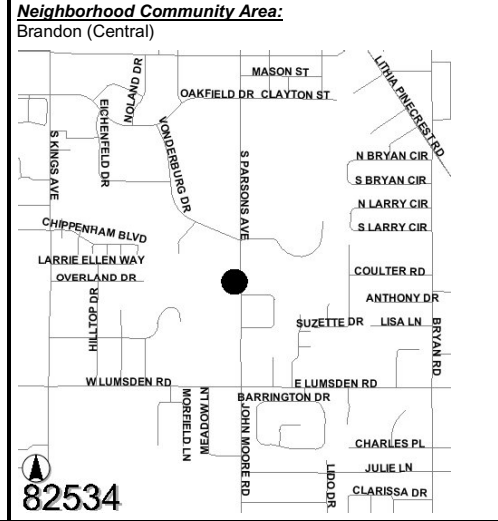 Neighborhood Community Area:
Brandon (Central)
MASON ST
OAKFIELD DR
CLAYTON ST
NOLAND DR
EICHENFELD DR
VONDERBURG DR
S KINGS AVE
S PARSONS AVE
LITHIA PINECREST RD
N BRYAN CIR
S BRYAN CIR
N LARRY CIR
S LARRY CIR
CHIPPENHAM BLVD
LARRIE ELLEN WAY
OVERLAND DR
COULTER RD
ANTHONY DR
HILLTOP DR
SUZETTE DR
LISA LN
BRYAN RD
W LUMSDEN RD
E LUMSDEN RD
MORFIELD LN
MEADOW LN
BARRINGTON DR
JOHN MOORE RD
CHARLES PL
JULIE LN
LIDO DR
CLARISSA DR
82534